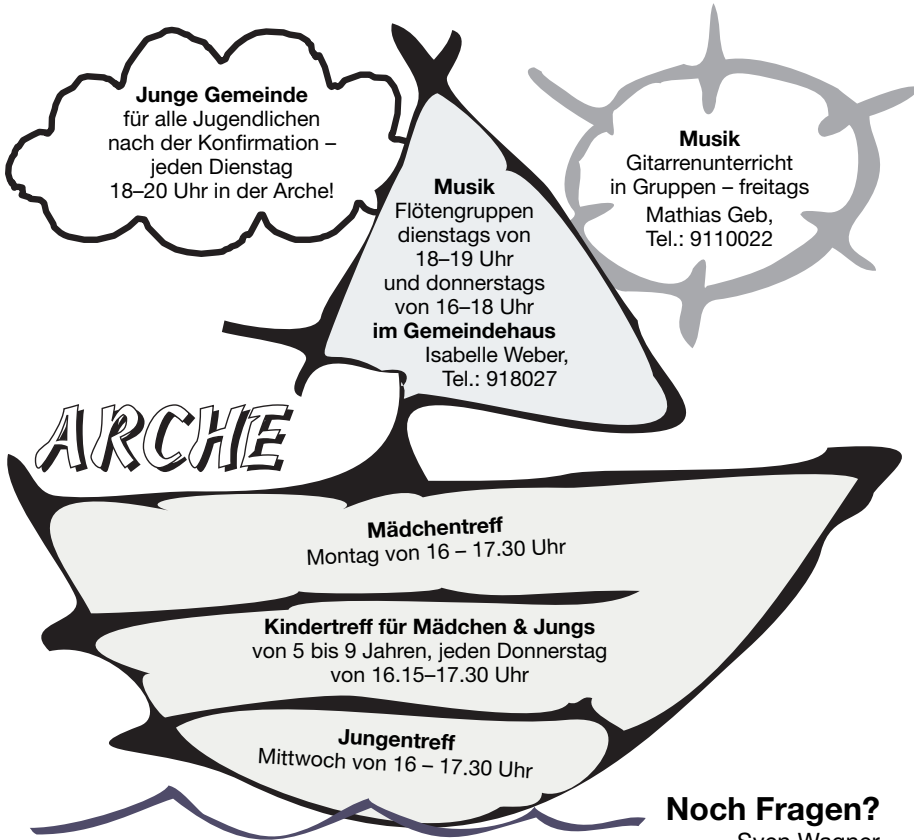 Junge Gemeinde
für alle Jugendlichen
nach der Konfirmation –
jeden Dienstag
18–20 Uhr in der Arche!
Musik
Flötengruppen
dienstags von
18–19 Uhr
und donnerstags
von 16–18 Uhr
im Gemeindehaus
Isabelle Weber,
Tel.: 918027
Musik
Gitarrenunterricht
in Gruppen – freitags
Mathias Geb,
Tel.: 9110022
ARCHE
Mädchentreff
Montag von 16 – 17.30 Uhr
Kindertreff für Mädchen & Jungs
von 5 bis 9 Jahren, jeden Donnerstag
von 16.15–17.30 Uhr
Jungentreff
Mittwoch von 16 – 17.30 Uhr
Noch Fragen?
Sven Wagner